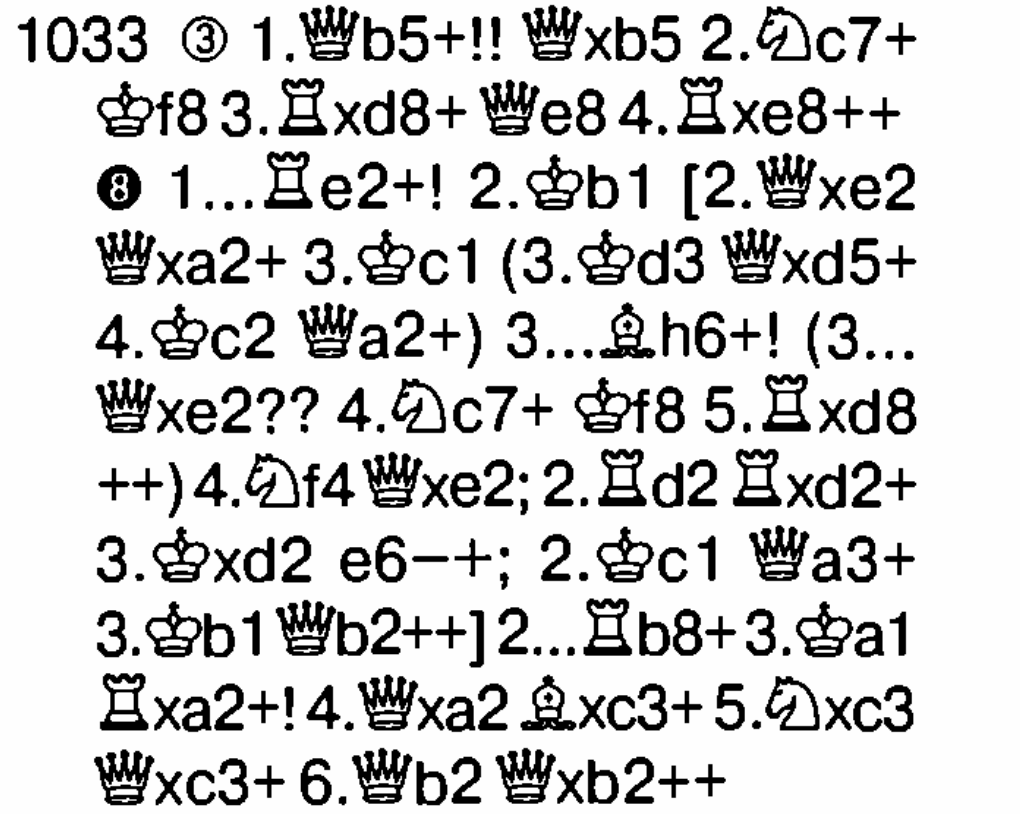 1033 ③ 1.♕b5+!! ♕xb5 2.♘c7+
♔f8 3.♖xd8+ ♕e8 4.♖xe8++
❽ 1...♖e2+! 2.♔b1 [2.♕xe2
♕xa2+ 3.♔c1 (3.♔d3 ♕xd5+
4.♔c2 ♕a2+) 3...♗h6+! (3...
♕xe2?? 4.♘c7+ ♔f8 5.♖xd8
++) 4.♘f4 ♕xe2; 2.♖d2 ♖xd2+
3.♔xd2 e6−+; 2.♔c1 ♕a3+
3.♔b1 ♕b2++] 2...♖b8+ 3.♔a1
♖xa2+! 4.♕xa2 ♗xc3+ 5.♘xc3
♕xc3+ 6.♕b2 ♕xb2++